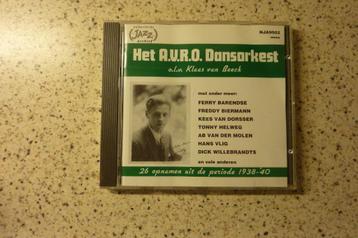 JAZZ
NJA9902
Het A.V.R.O. Dansorkest
o.l.v. Klaas van Beeck
met onder meer:
FERRY BARENDSE
FREDDY BIERMANN
KEES VAN DORSSER
TONNY HELWEG
AB VAN DER MOLEN
HANS VLIG
DICK WILLEBRANDTS
en vele anderen
26 opnamen uit de periode 1938-40